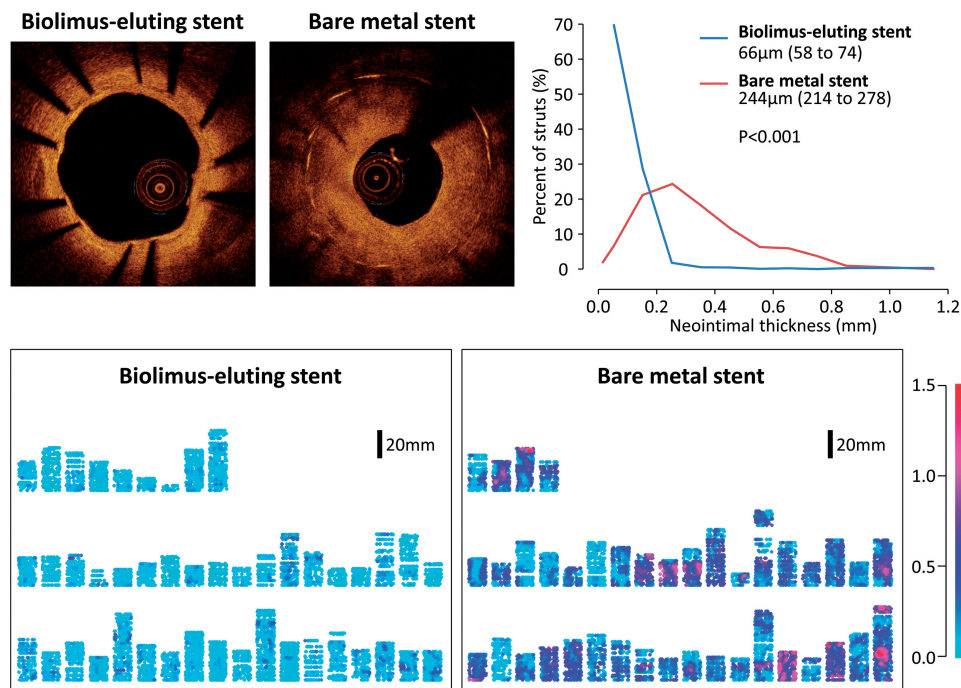 Biolimus-eluting stent
Bare metal stent
Percent of struts (%)
70
60
50
40
30
20
10
0
0.0 0.2 0.4 0.6 0.8 1.0 1.2
Neointimal thickness (mm)
Biolimus-eluting stent
66µm (58 to 74)
Bare metal stent
244µm (214 to 278)
P<0.001
Biolimus-eluting stent
20mm
Bare metal stent
20mm
1.5
1.0
0.5
0.0